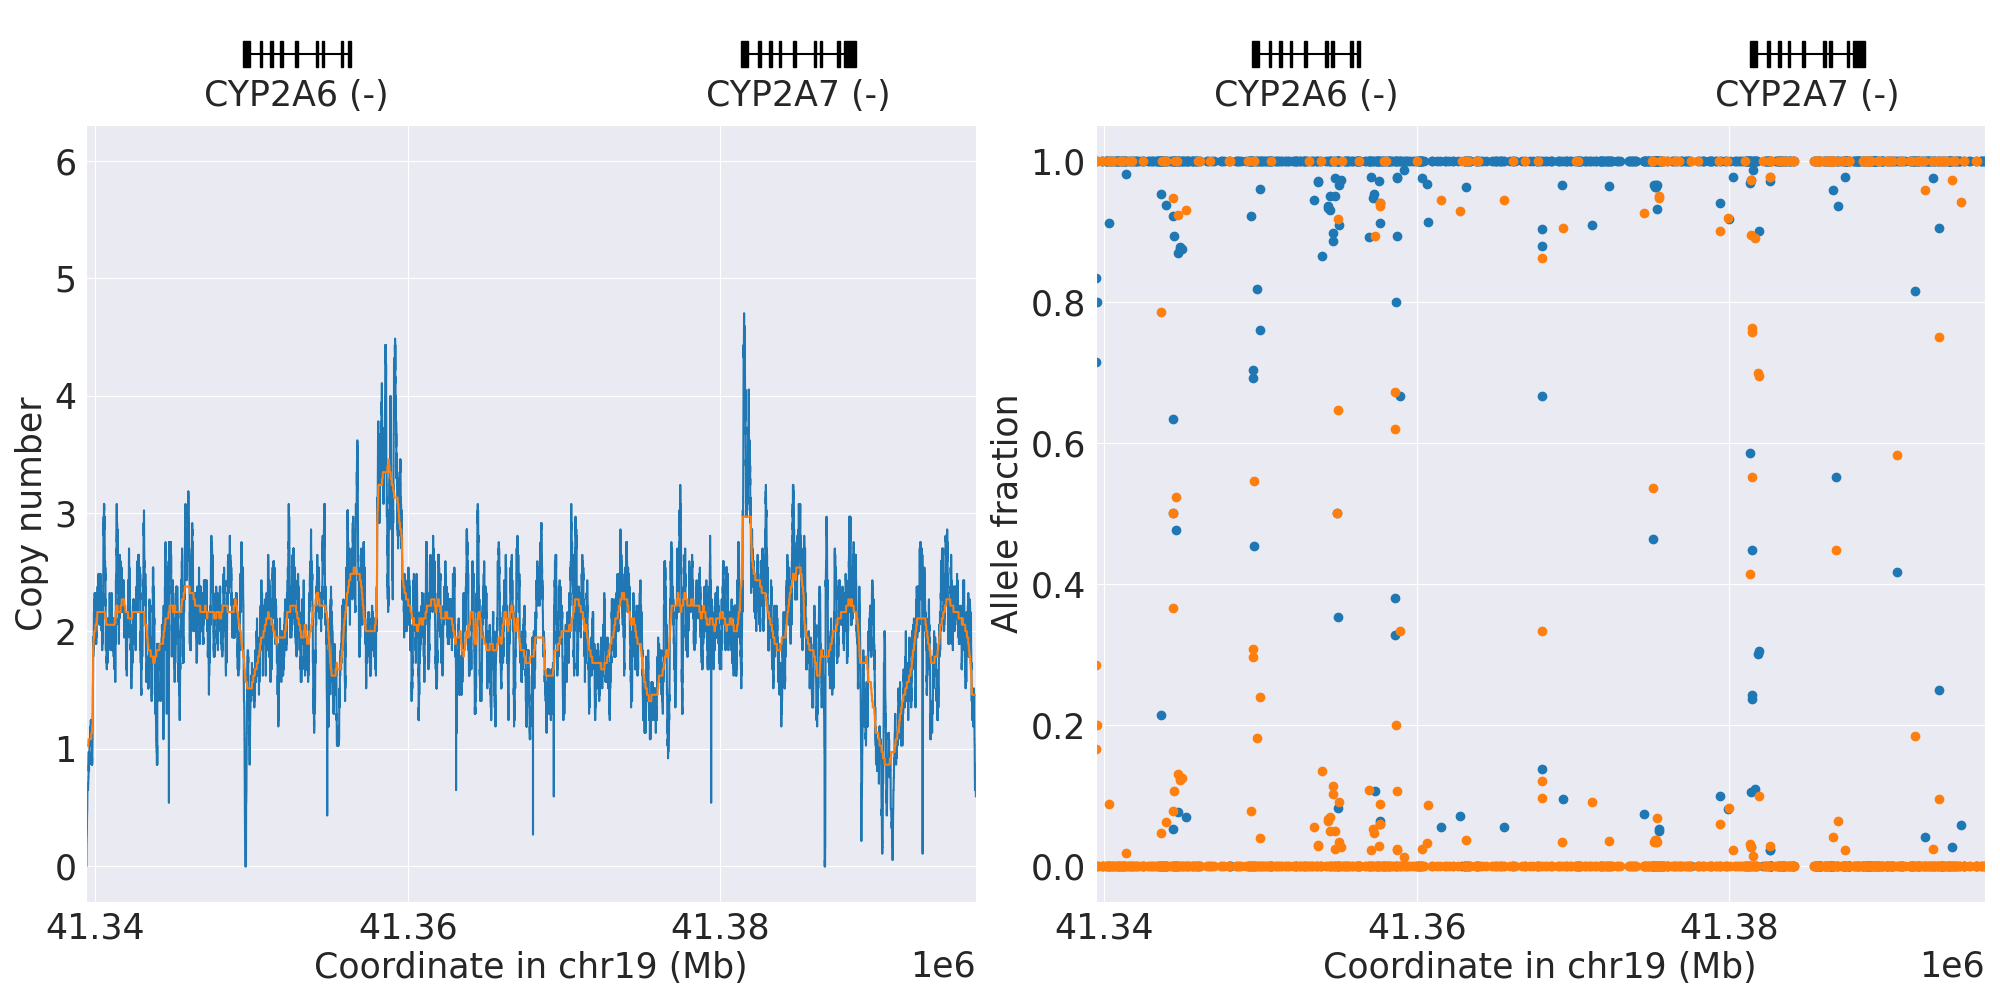 CYP2A6 (-) CYP2A7 (-)
6
5
4
3
2
1
0
Copy number
41.34 41.36 41.38
Coordinate in chr19 (Mb) 1e6
CYP2A6 (-) CYP2A7 (-)
1.0
0.8
0.6
0.4
0.2
0.0
Allele fraction
41.34 41.36 41.38
Coordinate in chr19 (Mb) 1e6